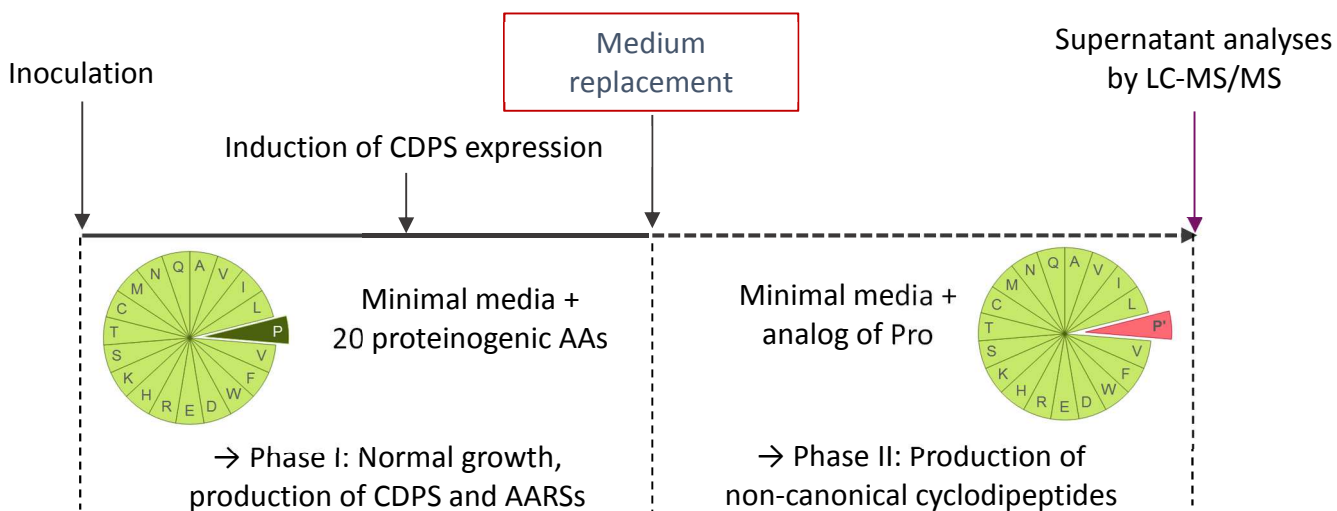 Inoculation
Induction of CDPS expression
Medium
replacement
Supernatant analyses
by LC-MS/MS
A
V
I
L
P
V
F
W
D
E
R
H
K
S
T
C
M
N
Q
Minimal media +
20 proteinogenic AAs
→ Phase I: Normal growth,
production of CDPS and AARSs
Minimal media +
analog of Pro
A
V
I
L
P'
V
F
W
D
E
R
H
K
S
T
C
M
N
Q
→ Phase II: Production of
non-canonical cyclodipeptides